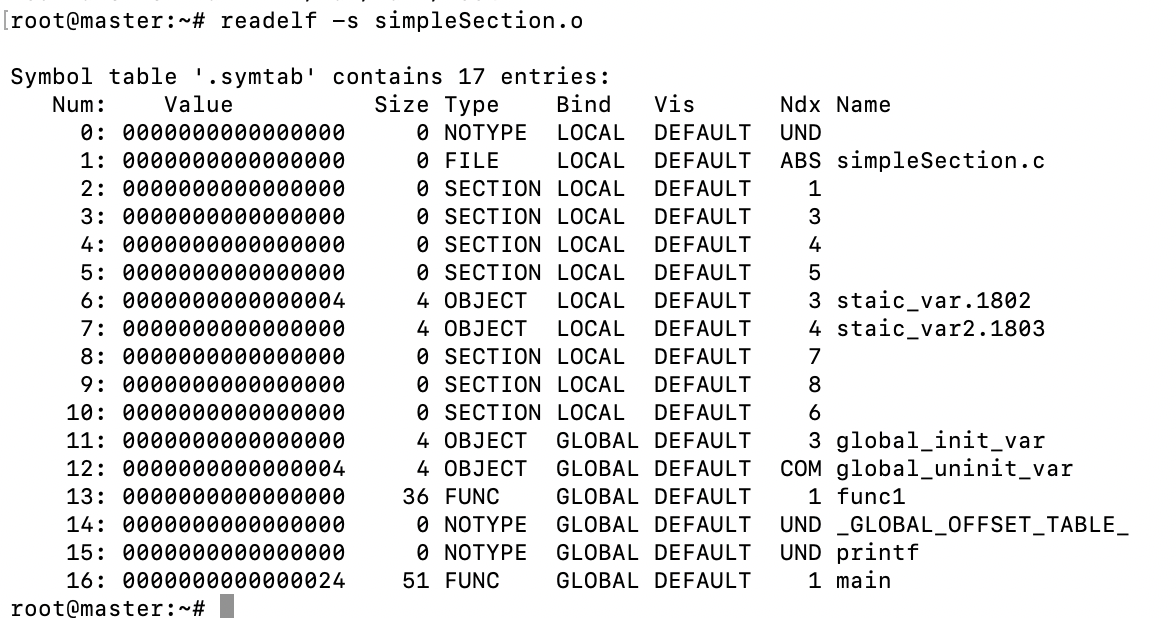 root@master:~# readelf -s simpleSection.o
Symbol table '.symtab' contains 17 entries:
Num: Value Size Type Bind Vis Ndx Name
0: 0000000000000000 0 NOTYPE LOCAL DEFAULT UND
1: 0000000000000000 0 FILE LOCAL DEFAULT ABS simpleSection.c
2: 0000000000000000 0 SECTION LOCAL DEFAULT 1
3: 0000000000000000 0 SECTION LOCAL DEFAULT 3
4: 0000000000000000 0 SECTION LOCAL DEFAULT 4
5: 0000000000000000 0 SECTION LOCAL DEFAULT 5
6: 0000000000000004 4 OBJECT LOCAL DEFAULT 3 staic_var.1802
7: 0000000000000000 4 OBJECT LOCAL DEFAULT 4 staic_var2.1803
8: 0000000000000000 0 SECTION LOCAL DEFAULT 7
9: 0000000000000000 0 SECTION LOCAL DEFAULT 8
10: 0000000000000000 0 SECTION LOCAL DEFAULT 6
11: 0000000000000000 4 OBJECT GLOBAL DEFAULT 3 global_init_var
12: 0000000000000004 4 OBJECT GLOBAL DEFAULT COM global_uninit_var
13: 0000000000000000 36 FUNC GLOBAL DEFAULT 1 func1
14: 0000000000000000 0 NOTYPE GLOBAL DEFAULT UND _GLOBAL_OFFSET_TABLE_
15: 0000000000000000 0 NOTYPE GLOBAL DEFAULT UND printf
16: 0000000000000024 51 FUNC GLOBAL DEFAULT 1 main
root@master:~#